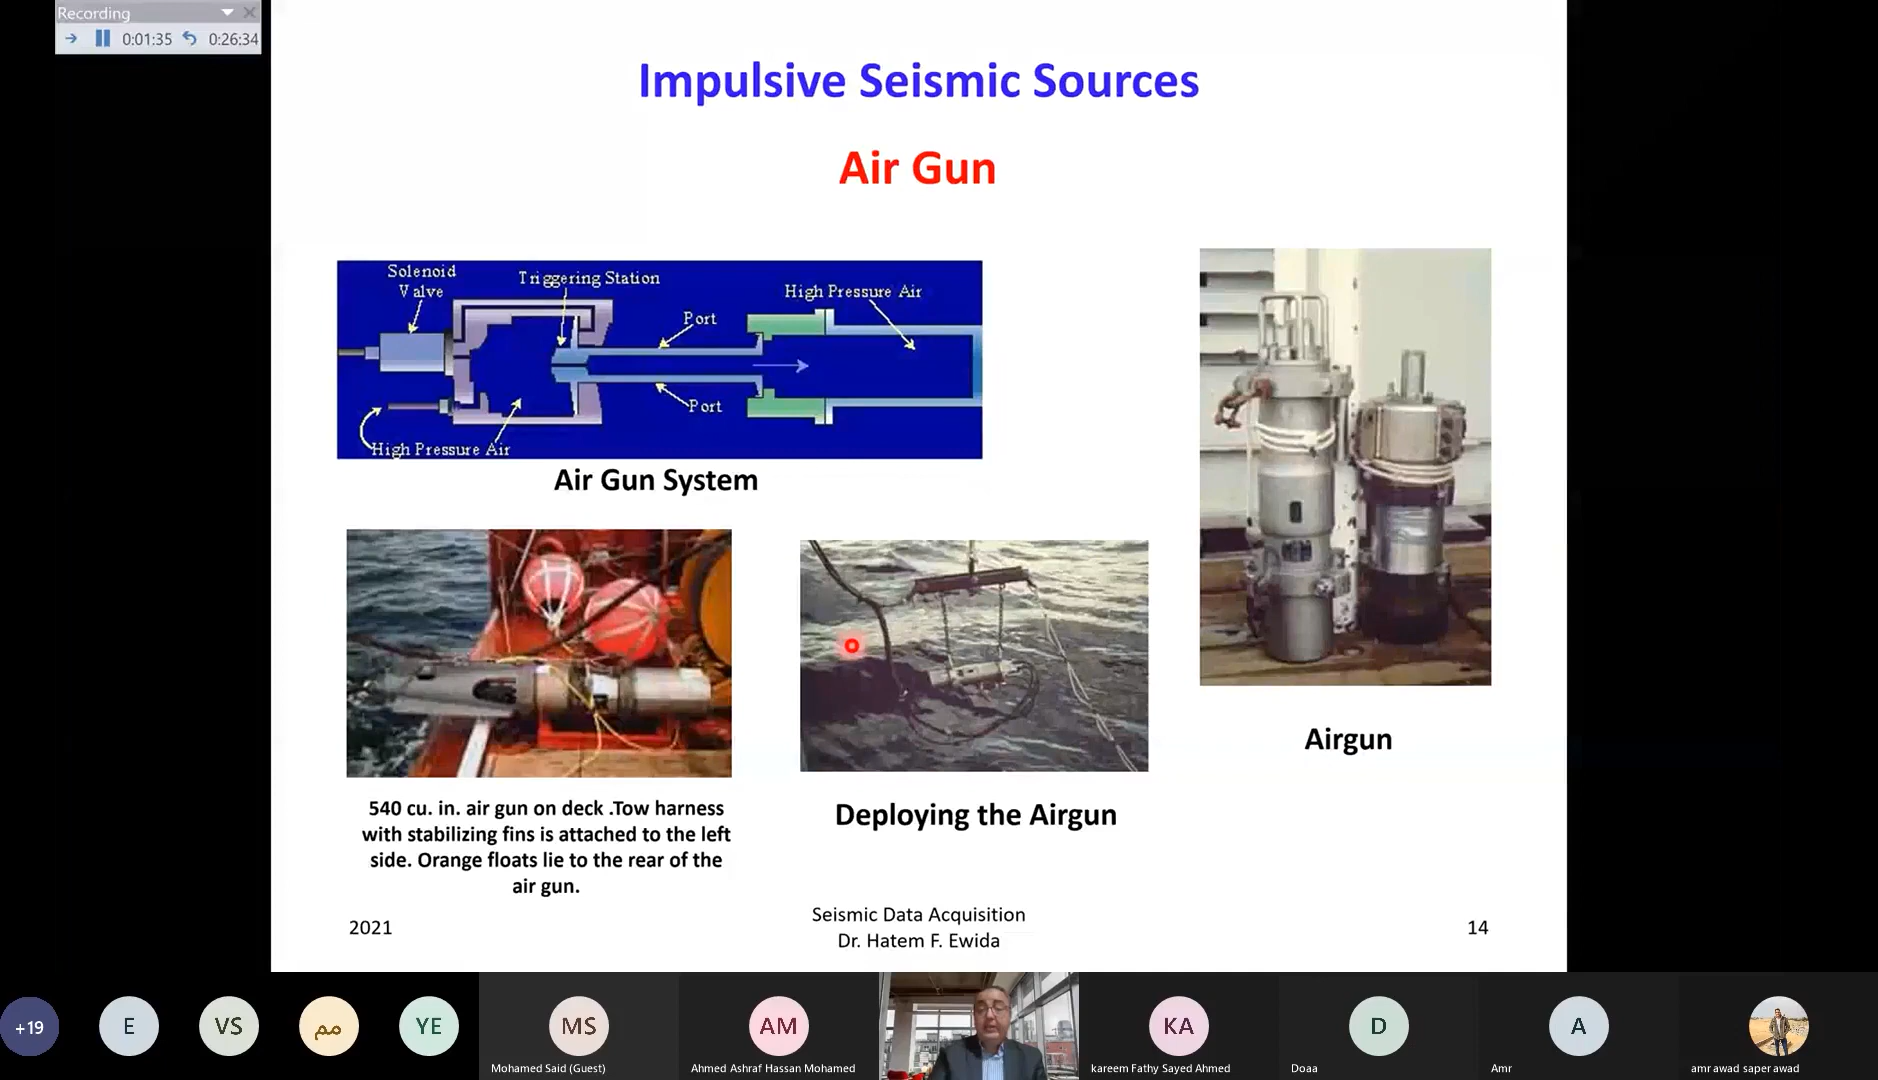 Recording
0:01:35 0:26:34
Impulsive Seismic Sources
Air Gun
Solenoid
Valve
Triggering Station
High Pressure Air
Port
Port
High Pressure Air
Air Gun System
540 cu. in. air gun on deck .Tow harness
with stabilizing fins is attached to the left
side. Orange floats lie to the rear of the
air gun.
Deploying the Airgun
Airgun
2021
Seismic Data Acquisition
Dr. Hatem F. Ewida
14
+19
E
VS
مم
YE
MS
Mohamed Said (Guest)
AM
Ahmed Ashraf Hassan Mohamed
KA
kareem Fathy Sayed Ahmed
D
Doaa
A
Amr
amr awad saper awad